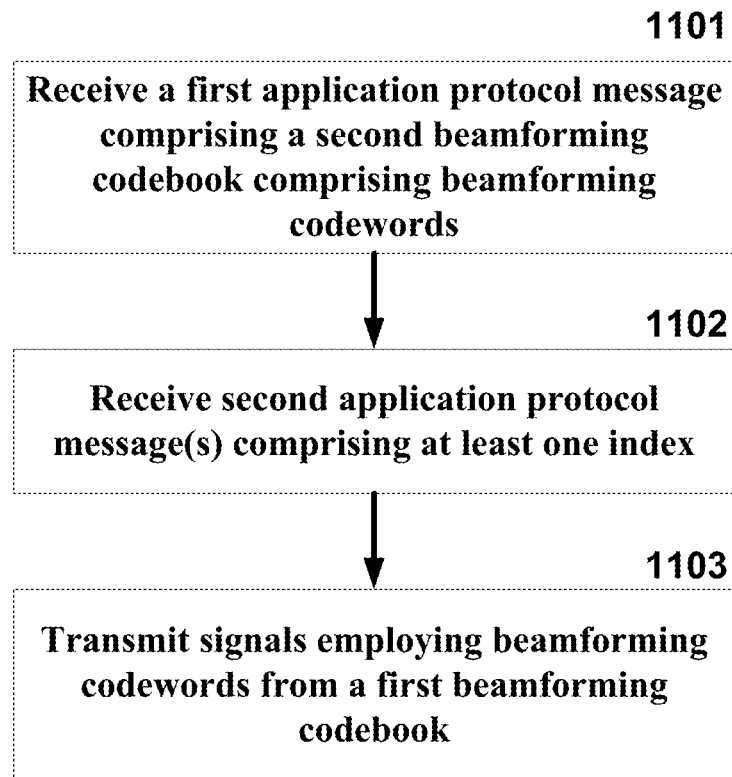 1101
Receive a first application protocol message
comprising a second beamforming
codebook comprising beamforming
codewords
1102
Receive second application protocol
message(s) comprising at least one index
1103
Transmit signals employing beamforming
codewords from a first beamforming
codebook